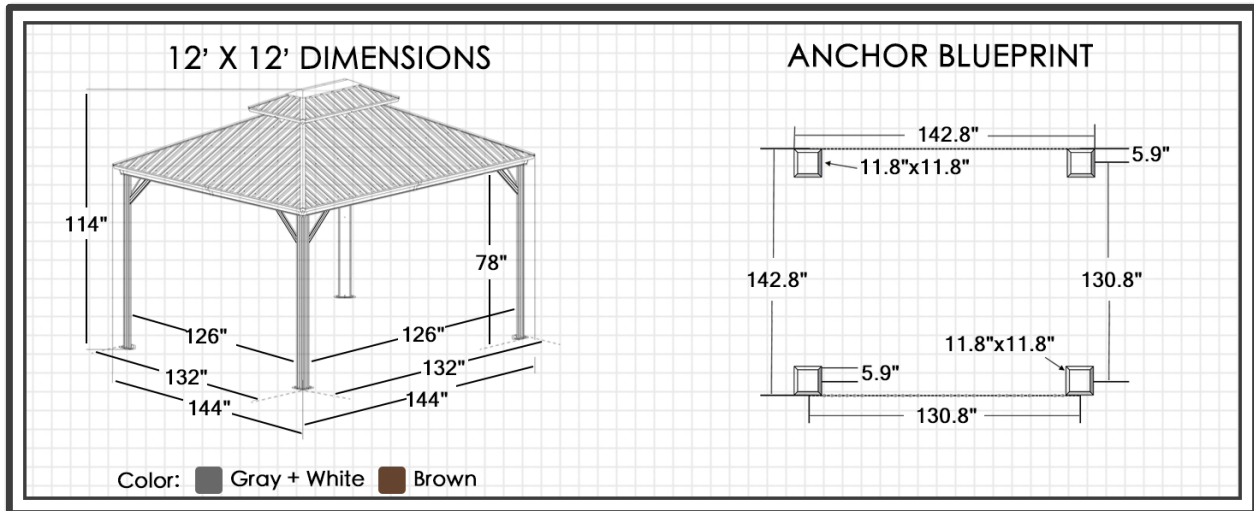 12’ X 12’ DIMENSIONS
114"
78"
126"
126"
132"
132"
144"
144"
Color: Gray + White Brown
ANCHOR BLUEPRINT
142.8"
11.8"x11.8"
5.9"
142.8"
130.8"
11.8"x11.8"
5.9"
130.8"